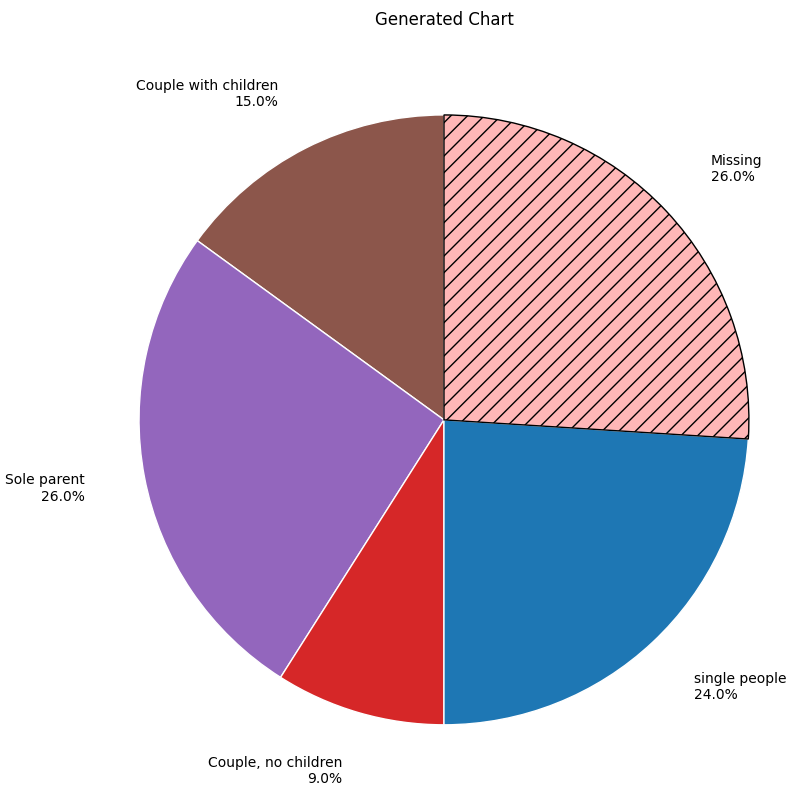 Generated Chart
Couple with children
15.0%
Missing
26.0%
Sole parent
26.0%
single people
24.0%
Couple, no children
9.0%